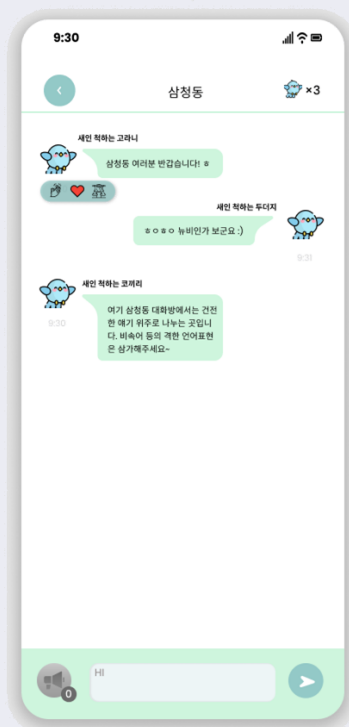 9:30
삼청동
×3
새인 척하는 고라니
삼청동 여러분 반갑습니다! ㅎ
새인 척하는 두더지
ㅎㅇㅎㅇ 뉴비인가 보군요 :)
9:31
새인 척하는 코끼리
9:30
여기 삼청동 대화방에서는 건전
한 얘기 위주로 나누는 곳입니
다. 비속어 등의 격한 언어표현
은 삼가해주세요~
HI
0